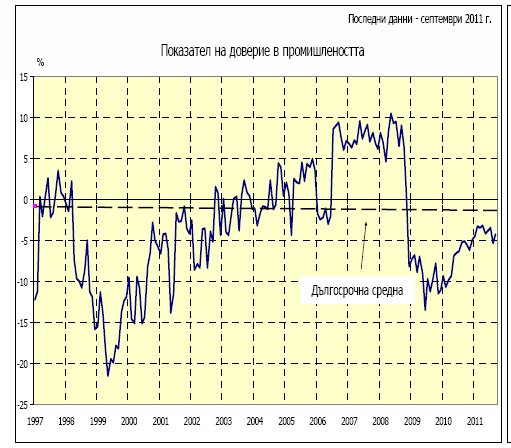 Последни данни - септември 2011 г.
Показател на доверие в промишлеността
%
15
10
5
0
-5
-10
-15
-20
-25
Дългосрочна средна
1997 1998 1999 2000 2001 2002 2003 2004 2005 2006 2007 2008 2009 2010 2011